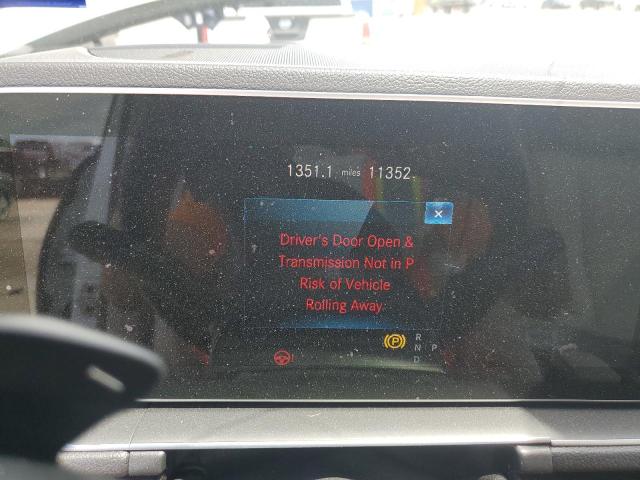 1351.1 miles 11352
×
Driver's Door Open &
Transmission Not in P
Risk of Vehicle
Rolling Away
(P) R
N P
D
!